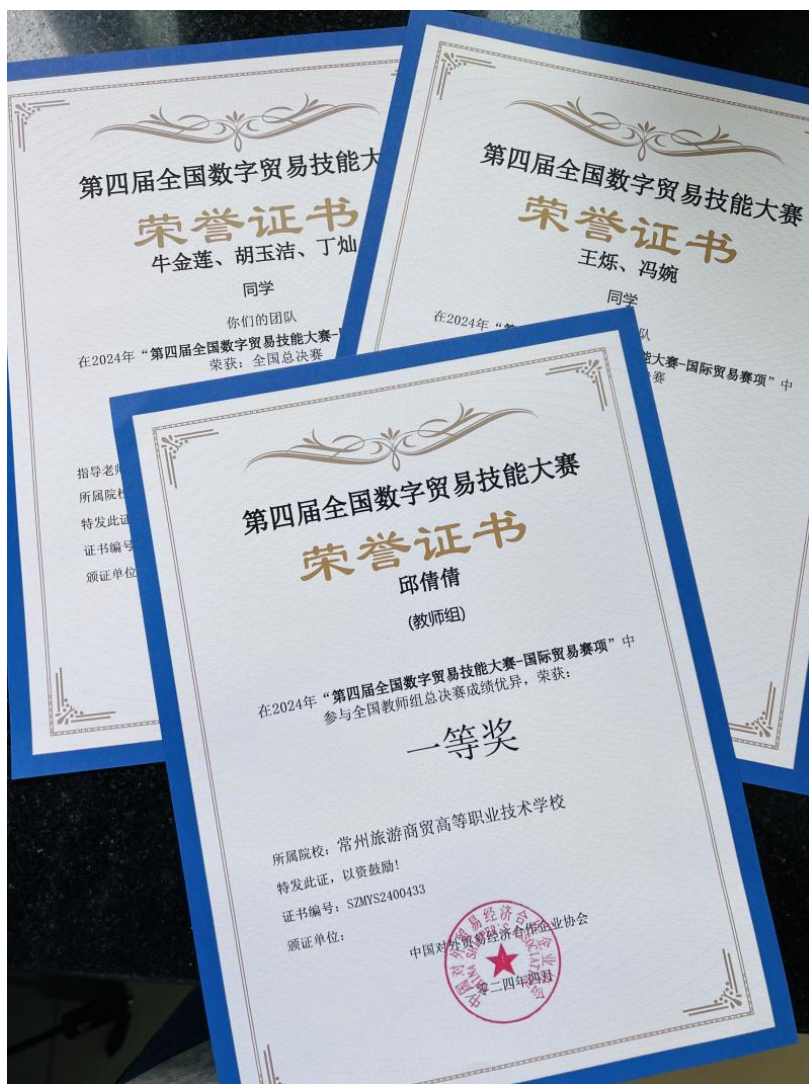 第四届全国数字贸易技能大
荣誉证书
牛金莲、胡玉洁、丁灿
同学
你们的团队
在2024年“第四届全国数字贸易技能大赛-
荣获：全国总决赛
指导老师
所属院校
特发此证
证书编号
颁证单位
第四届全国数字贸易技能大赛
荣誉证书
王烁、冯婉
同学
队
在2024年“
能大赛-国际贸易赛项”中
赛
第四届全国数字贸易技能大赛
荣誉证书
邱倩倩
(教师组)
在2024年“第四届全国数字贸易技能大赛-国际贸易赛项”中
参与全国教师组总决赛成绩优异，荣获：
一等奖
所属院校：常州旅游商贸高等职业技术学校
特发此证，以资鼓励！
证书编号：SZMYS2400433
颁证单位：
中国对外贸易经济合作企业协会
二四年四月